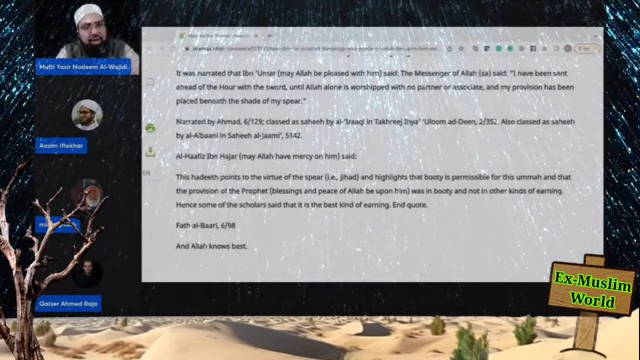 Mufti Yasir Nadeem Al-Wajidi
Aasim Iftekhar
Qaiser Ahmed Raja
It was narrated that Ibn 'Umar (may Allah be pleased with him) said: The Messenger of Allah (sa) said: "I have been sent
ahead of the Hour with the sword, until Allah alone is worshipped with no partner or associate, and my provision has been
placed beneath the shade of my spear."
Narrated by Ahmad, 6/129; classed as saheeh by al-'Iraaqi in Takhreej Ihya' 'Uloom ad-Deen, 2/352. Also classed as saheeh
by al-Albaani in Saheeh al-Jaami', 5142.
Al-Haafiz Ibn Hajar (may Allah have mercy on him) said:
This hadeeth points to the virtue of the spear (i.e., jihad) and highlights that booty is permissible for this ummah and that
the provision of the Prophet (blessings and peace of Allah be upon him) was in booty and not in other kinds of earning.
Hence some of the scholars said that it is the best kind of earning. End quote.
Fath al-Baari, 6/98
And Allah knows best.
EN
Ex-Muslim
World